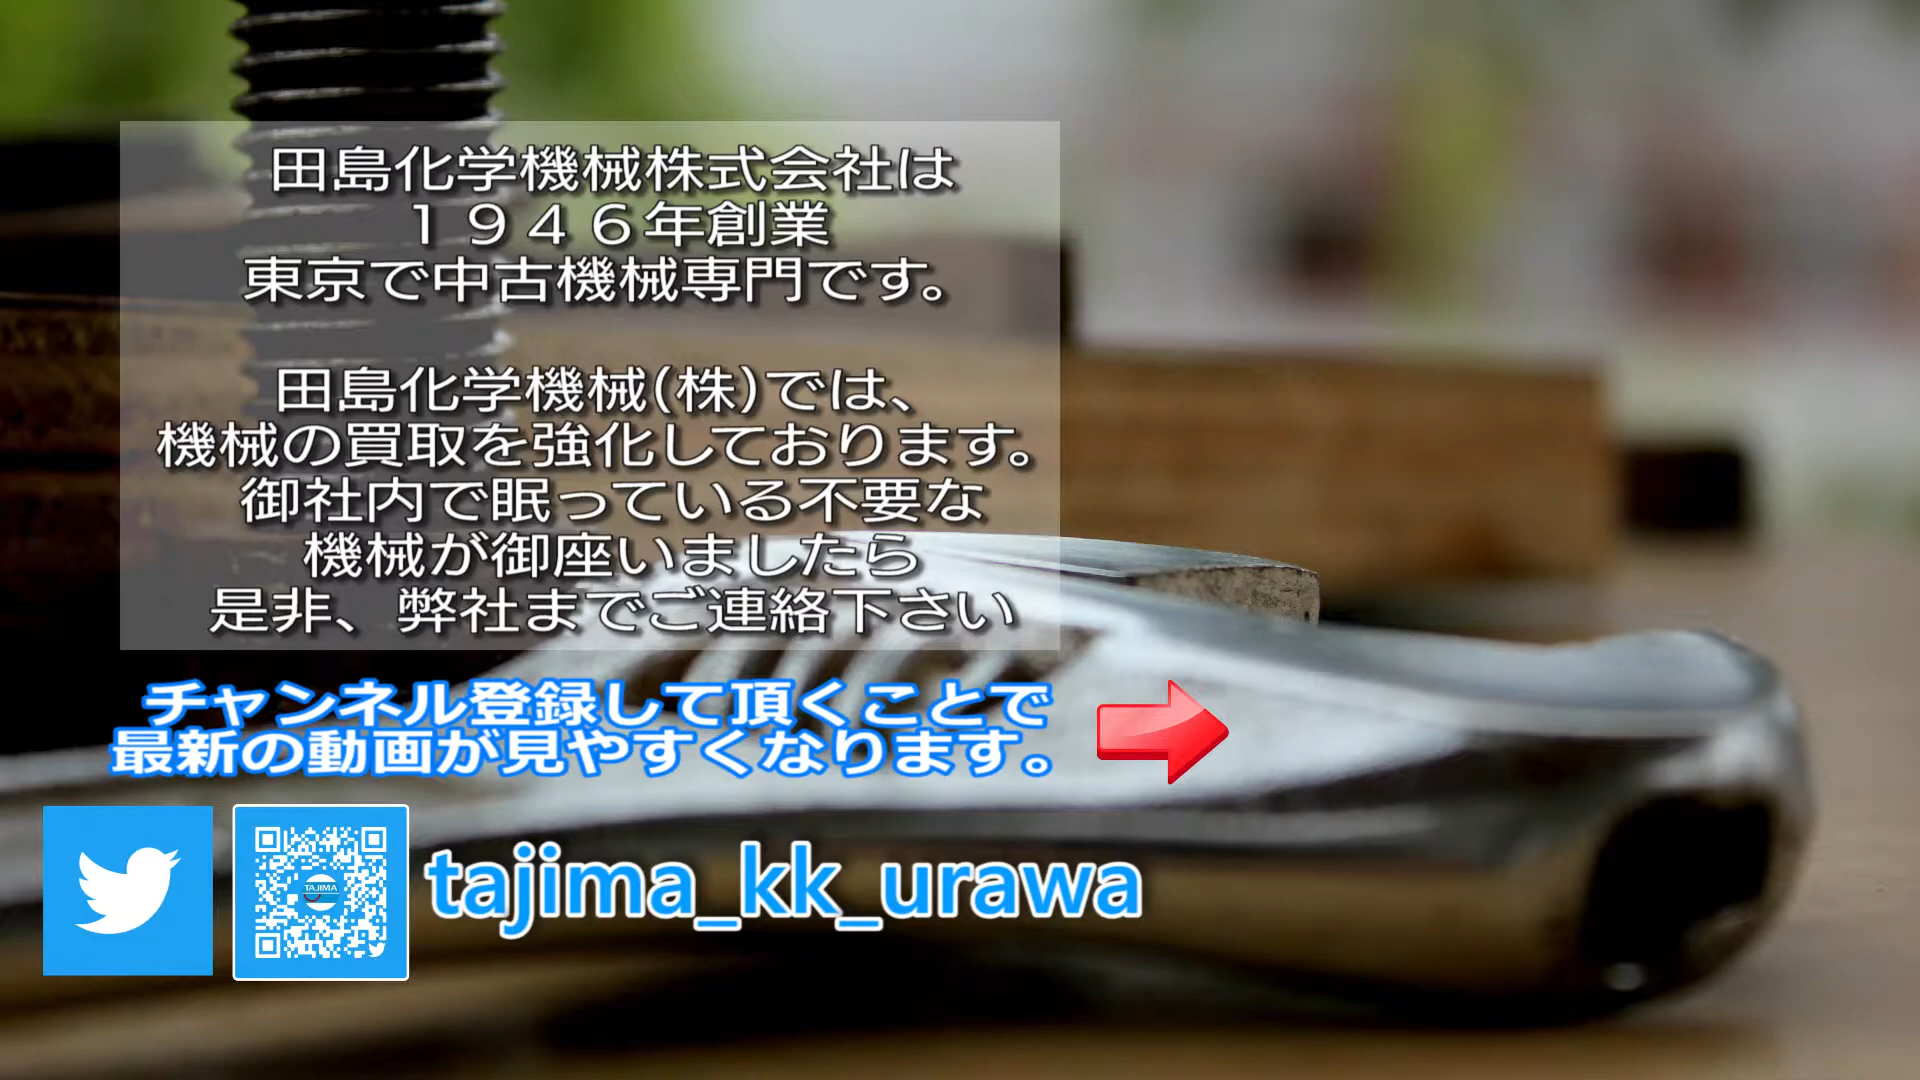 田島化学機械株式会社は
１９４６年創業
東京で中古機械専門です。
田島化学機械(株)では、
機械の買取を強化しております。
御社内で眠っている不要な
機械が御座いましたら
是非、弊社までご連絡下さい
チャンネル登録して頂くことで
最新の動画が見やすくなります。
TAJIMA
tajima_kk_urawa